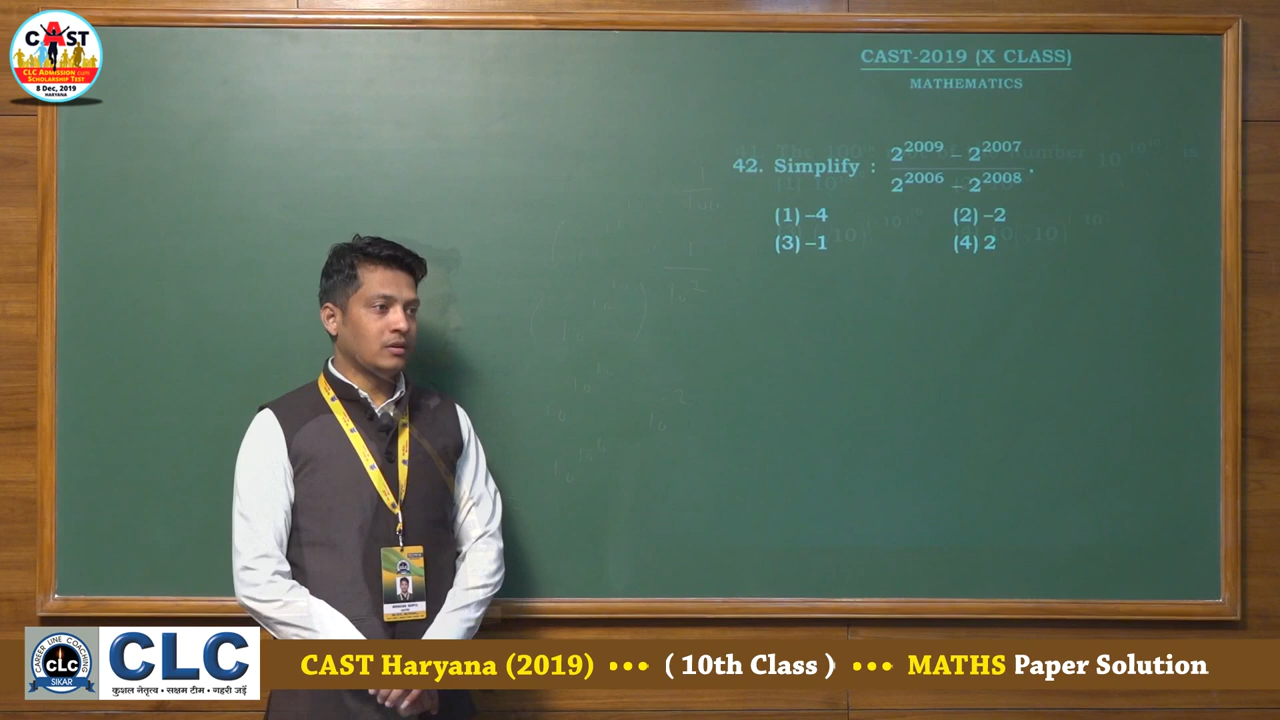 CAST
CLC ADMISSION cum
SCHOLARSHIP TEST
8 Dec, 2019
HARYANA
CAST-2019 (X CLASS)
MATHEMATICS
42. Simplify : (2^2009 – 2^2007) / (2^2006 – 2^2008).
(1) –4 (2) –2
(3) –1 (4) 2
CAREER LINE COACHING
CLC
SIKAR
CLC
कुशल नेतृत्व • सक्षम टीम • गहरी जड़ें
CAST Haryana (2019) ••• ( 10th Class ) ••• MATHS Paper Solution